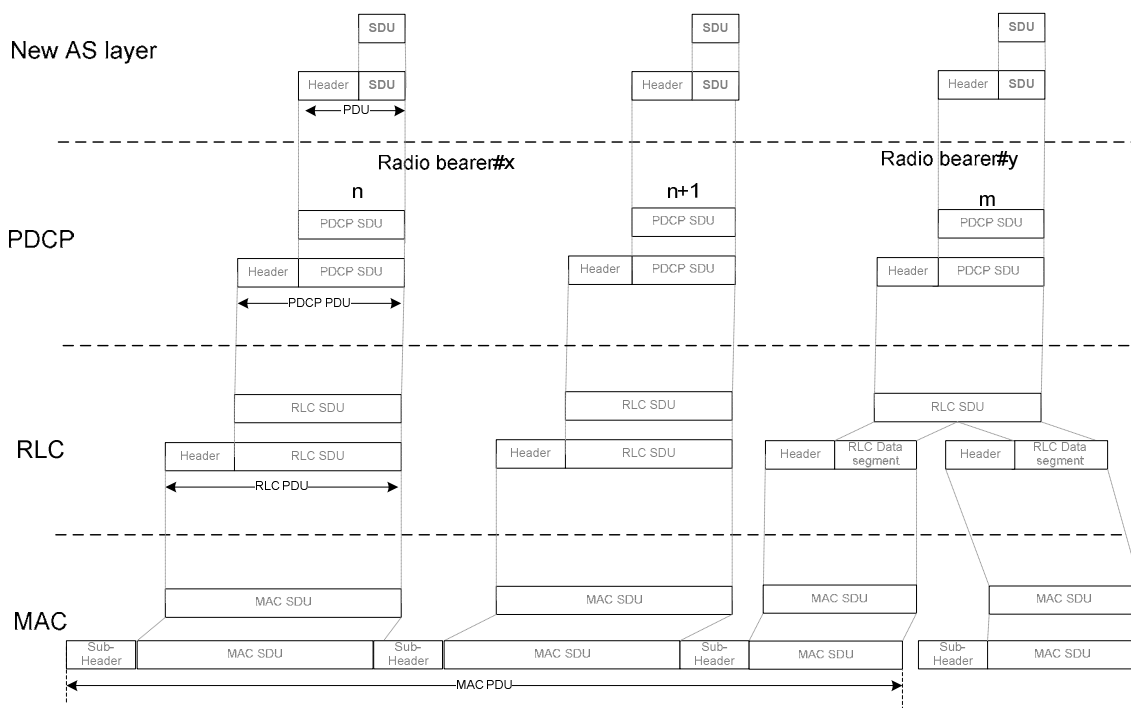 SDU SDU SDU
New AS layer
Header SDU Header SDU Header SDU
PDU
Radio bearer#x Radio bearer#y
n n+1 m
PDCP SDU PDCP SDU PDCP SDU
PDCP
Header PDCP SDU Header PDCP SDU Header PDCP SDU
PDCP PDU
RLC SDU RLC SDU RLC SDU
RLC
Header RLC SDU Header RLC SDU Header RLC Data segment Header RLC Data segment
RLC PDU
MAC SDU MAC SDU MAC SDU MAC SDU
MAC
Sub-Header MAC SDU Sub-Header MAC SDU Sub-Header MAC SDU Sub-Header MAC SDU
MAC PDU